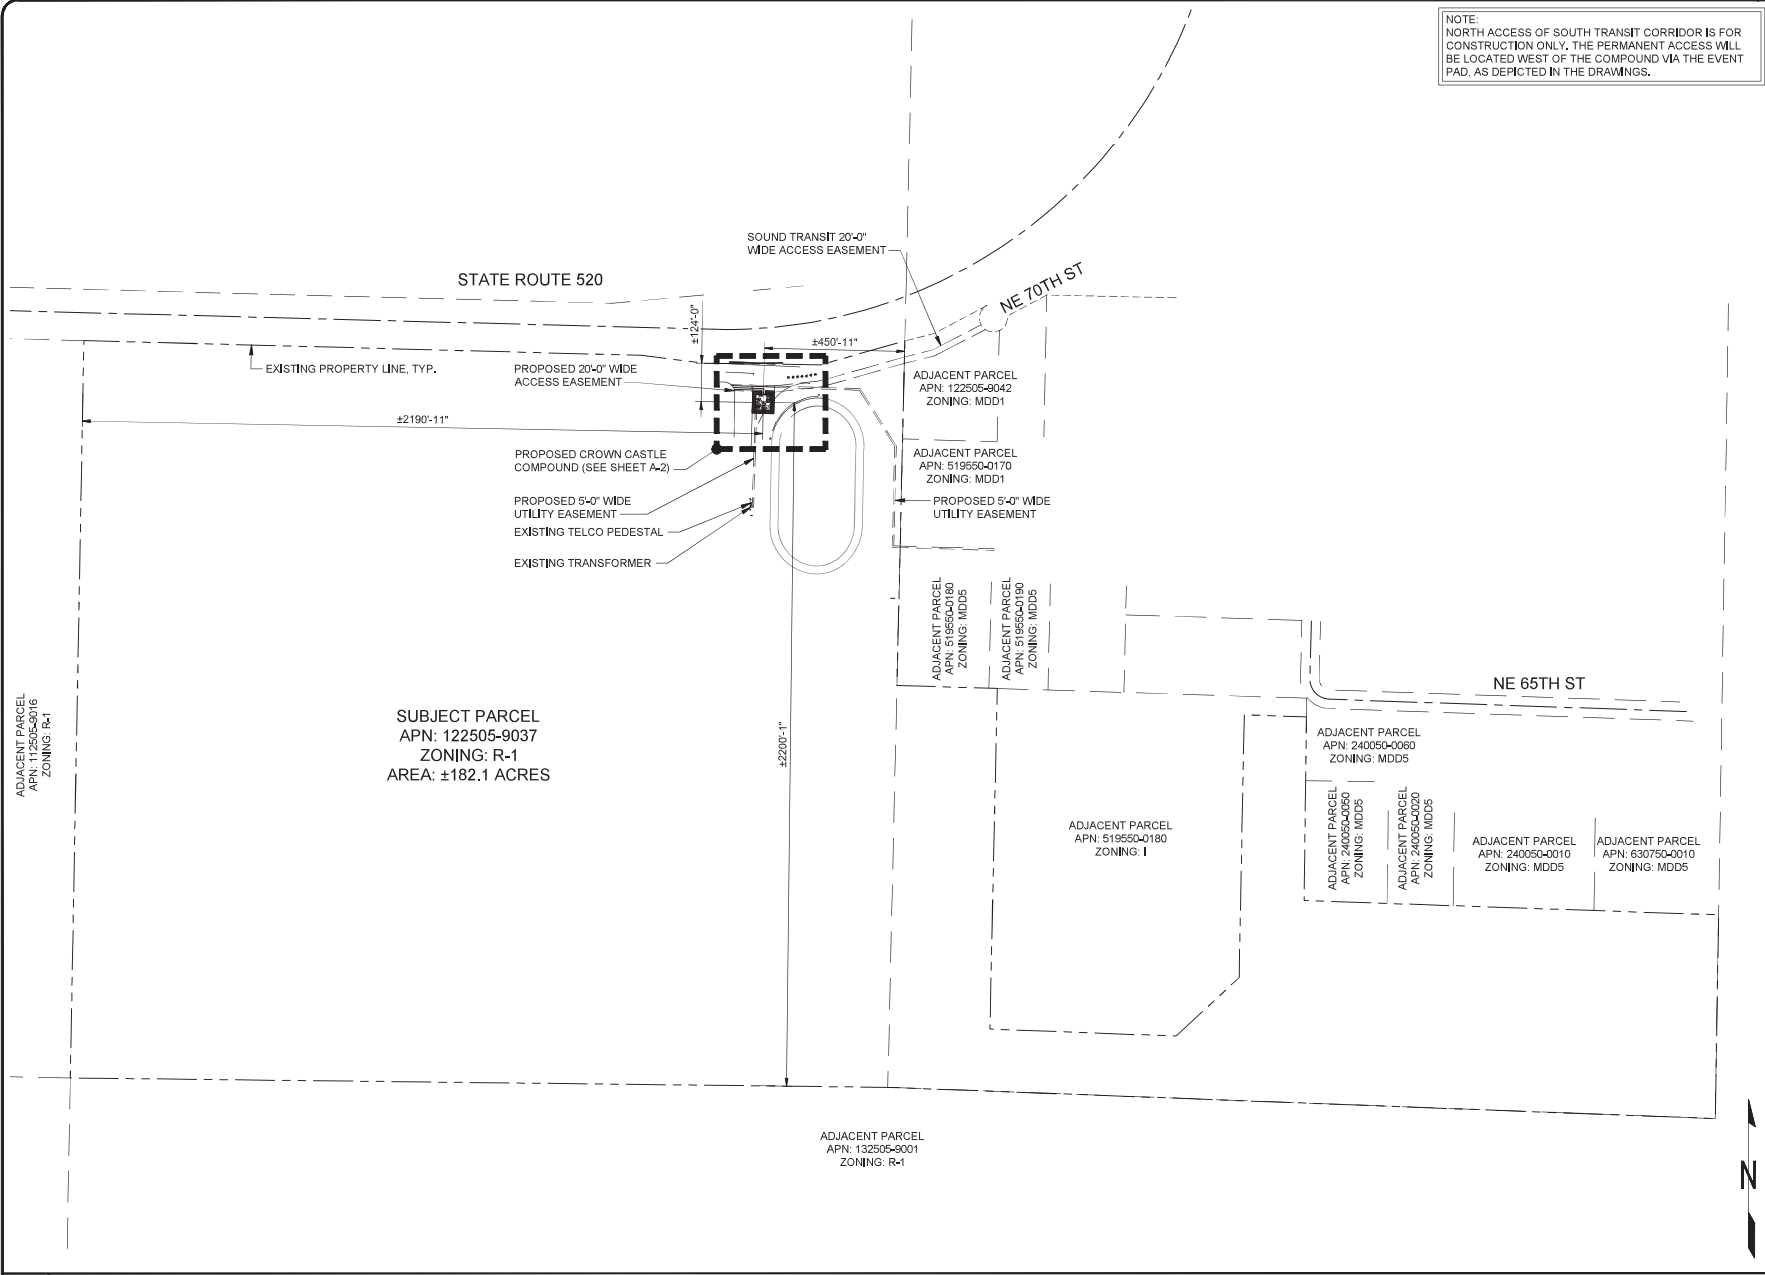 NOTE:
NORTH ACCESS OF SOUTH TRANSIT CORRIDOR IS FOR
CONSTRUCTION ONLY. THE PERMANENT ACCESS WILL
BE LOCATED WEST OF THE COMPOUND VIA THE EVENT
PAD, AS DEPICTED IN THE DRAWINGS.
SOUND TRANSIT 20'-0"
WIDE ACCESS EASEMENT
STATE ROUTE 520
NE 70TH ST
±124'-0"
±450'-11"
EXISTING PROPERTY LINE, TYP.
PROPOSED 20'-0" WIDE
ACCESS EASEMENT
ADJACENT PARCEL
APN: 122505-9042
ZONING: MDD1
±2190'-11"
PROPOSED CROWN CASTLE
COMPOUND (SEE SHEET A-2)
ADJACENT PARCEL
APN: 519550-0170
ZONING: MDD1
PROPOSED 5'-0" WIDE
UTILITY EASEMENT
PROPOSED 5'-0" WIDE
UTILITY EASEMENT
EXISTING TELCO PEDESTAL
EXISTING TRANSFORMER
ADJACENT PARCEL
APN: 519550-0180
ZONING: MDD5
ADJACENT PARCEL
APN: 519550-0190
ZONING: MDD5
NE 65TH ST
ADJACENT PARCEL
APN: 112505-9016
ZONING: R-1
SUBJECT PARCEL
APN: 122505-9037
ZONING: R-1
AREA: ±182.1 ACRES
±2200'-1"
ADJACENT PARCEL
APN: 240050-0060
ZONING: MDD5
ADJACENT PARCEL
APN: 519550-0180
ZONING: I
ADJACENT PARCEL
APN: 240050-0050
ZONING: MDD5
ADJACENT PARCEL
APN: 240050-0020
ZONING: MDD5
ADJACENT PARCEL
APN: 240050-0010
ZONING: MDD5
ADJACENT PARCEL
APN: 630750-0010
ZONING: MDD5
ADJACENT PARCEL
APN: 132505-9001
ZONING: R-1
N